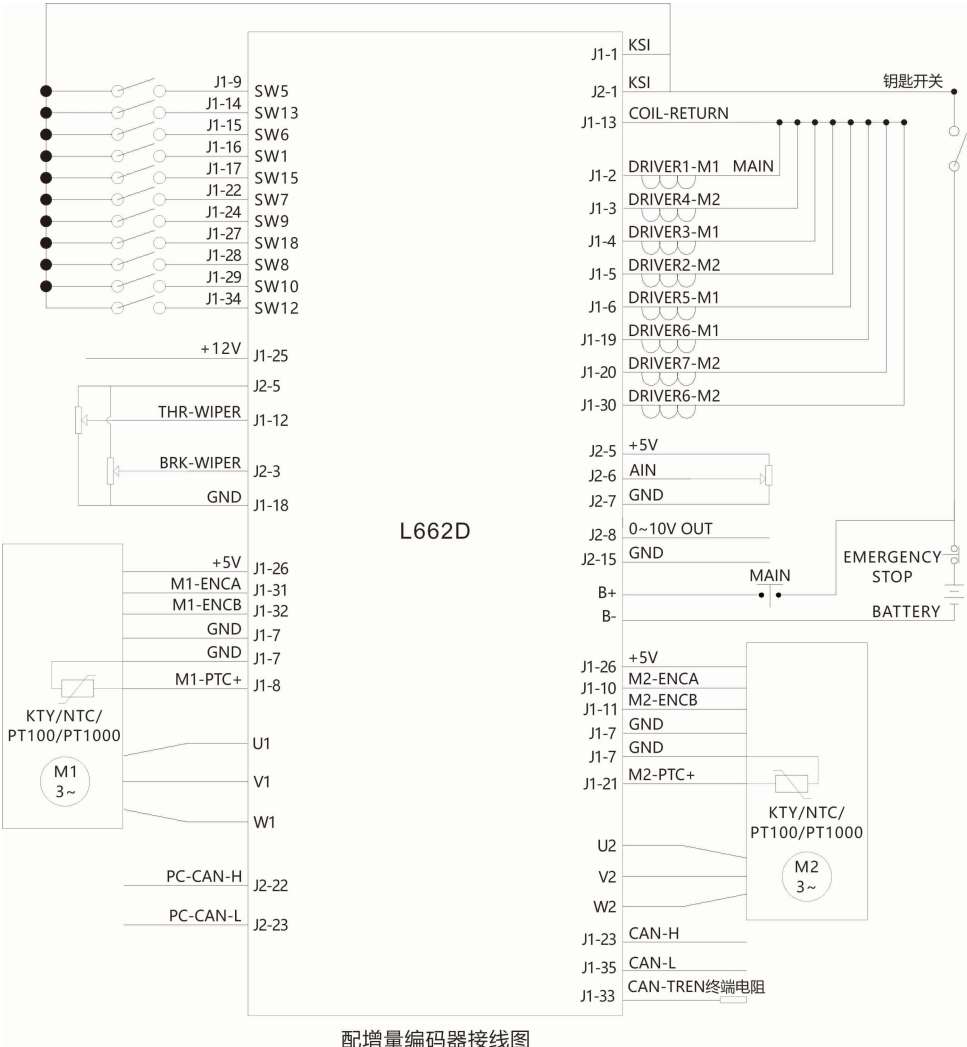 J1-9 SW5
J1-14 SW13
J1-15 SW6
J1-16 SW1
J1-17 SW15
J1-22 SW7
J1-24 SW9
J1-27 SW18
J1-28 SW8
J1-29 SW10
J1-34 SW12
+12V J1-25
J2-5
THR-WIPER J1-12
BRK-WIPER J2-3
GND J1-18
+5V J1-26
M1-ENCA J1-31
M1-ENCB J1-32
GND J1-7
GND J1-7
M1-PTC+ J1-8
KTY/NTC/
PT100/PT1000
M1
3~
U1
V1
W1
PC-CAN-H J2-22
PC-CAN-L J2-23
L662D
J1-1 KSI
J2-1 KSI
钥匙开关
J1-13 COIL-RETURN
J1-2 DRIVER1-M1 MAIN
J1-3 DRIVER4-M2
J1-4 DRIVER3-M1
J1-5 DRIVER2-M2
J1-6 DRIVER5-M1
J1-19 DRIVER6-M1
J1-20 DRIVER7-M2
J1-30 DRIVER6-M2
J2-5 +5V
J2-6 AIN
J2-7 GND
J2-8 0~10V OUT
J2-15 GND
EMERGENCY
STOP
MAIN
B+
B-
BATTERY
J1-26 +5V
J1-10 M2-ENCA
J1-11 M2-ENCB
J1-7 GND
J1-7 GND
J1-21 M2-PTC+
KTY/NTC/
PT100/PT1000
M2
3~
U2
V2
W2
J1-23 CAN-H
J1-35 CAN-L
J1-33 CAN-TREN终端电阻
配增量编码器接线图